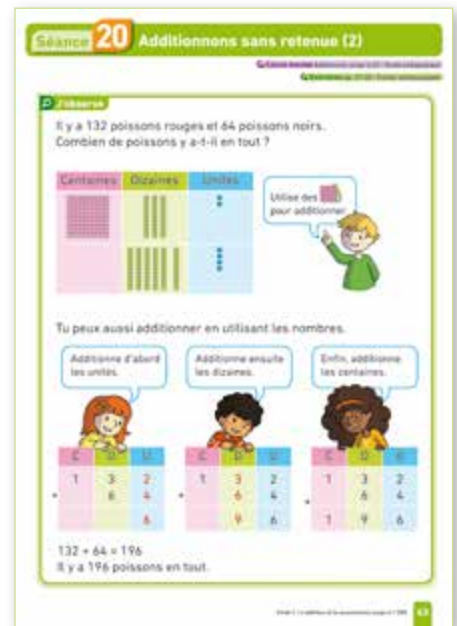 Séance 20 Additionnons sans retenue (2)
J'observe
Il y a 132 poissons rouges et 64 poissons noirs.
Combien de poissons y a-t-il en tout ?
Centaines Dizaines Unités
Utilise des
pour additionner.
Tu peux aussi additionner en utilisant les nombres.
Additionne d'abord
les unités.
Additionne ensuite
les dizaines.
Enfin, additionne
les centaines.
C D U C D U C D U
1 3 2 1 3 2 1 3 2
+ 6 4 + 6 4 + 6 4
6 9 6 1 9 6
132 + 64 = 196
Il y a 196 poissons en tout.
63